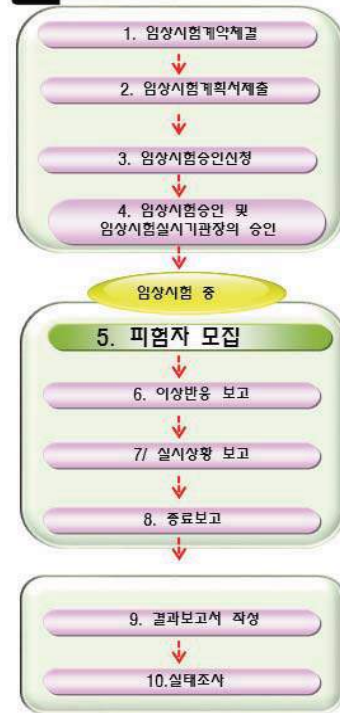 1. 임상시험계약체결
2. 임상시험계획서제출
3. 임상시험승인신청
4. 임상시험승인 및
임상시험실시기관장의 승인
임상시험 중
5. 피험자 모집
6. 이상반응 보고
7/ 실시상황 보고
8. 종료보고
9. 결과보고서 작성
10.실태조사